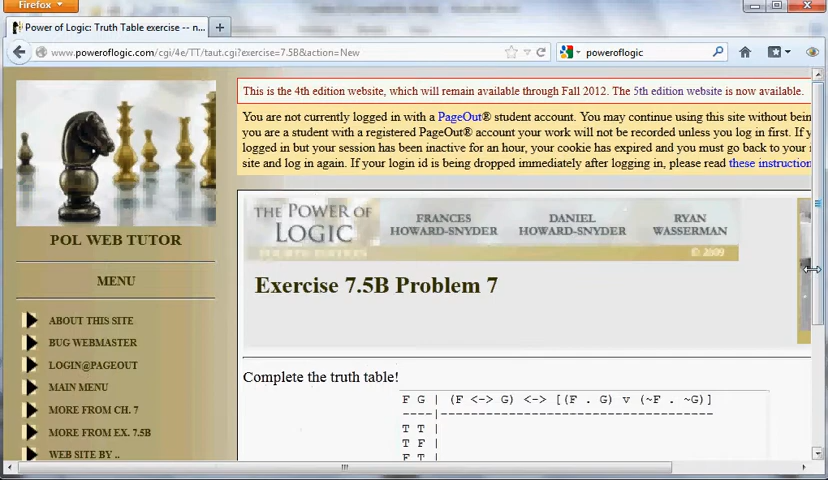 Firefox
Power of Logic: Truth Table exercise -- n...
www.poweroflogic.com/cgi/4e/TT/taut.cgi?exercise=7.5B&action=New
poweroflogic
This is the 4th edition website, which will remain available through Fall 2012. The 5th edition website is now available.
You are not currently logged in with a PageOut® student account. You may continue using this site without bein
you are a student with a registered PageOut® account your work will not be recorded unless you log in first. If y
logged in but your session has been inactive for an hour, your cookie has expired and you must go back to your
site and log in again. If your login id is being dropped immediately after logging in, please read these instruction
THE POWER OF
LOGIC
FOURTH EDITION
FRANCES
HOWARD-SNYDER
DANIEL
HOWARD-SNYDER
RYAN
WASSERMAN
© 2009
POL WEB TUTOR
MENU
ABOUT THIS SITE
BUG WEBMASTER
LOGIN@PAGEOUT
MAIN MENU
MORE FROM CH. 7
MORE FROM EX. 7.5B
WEB SITE BY ..
Exercise 7.5B Problem 7
Complete the truth table!
F G | (F <-> G) <-> [(F . G) v (~F . ~G)]
----|--------------------------------------
T T |
T F |
F T |